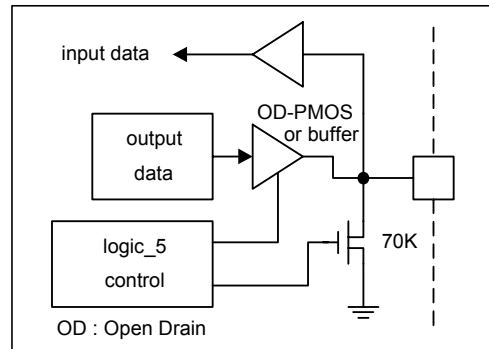 input data
OD-PMOS
or buffer
output
data
logic_5
control
70K
OD : Open Drain